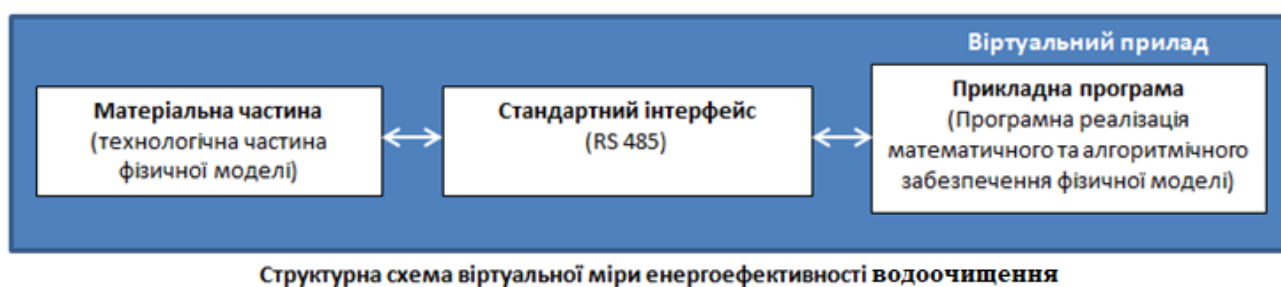 Віртуальний прилад
Матеріальна частина
(технологічна частина
фізичної моделі)
Стандартний інтерфейс
(RS 485)
Прикладна програма
(Програмна реалізація
математичного та алгоритмічного
забезпечення фізичної моделі)
Структурна схема віртуальної міри енергоефективності водоочищення